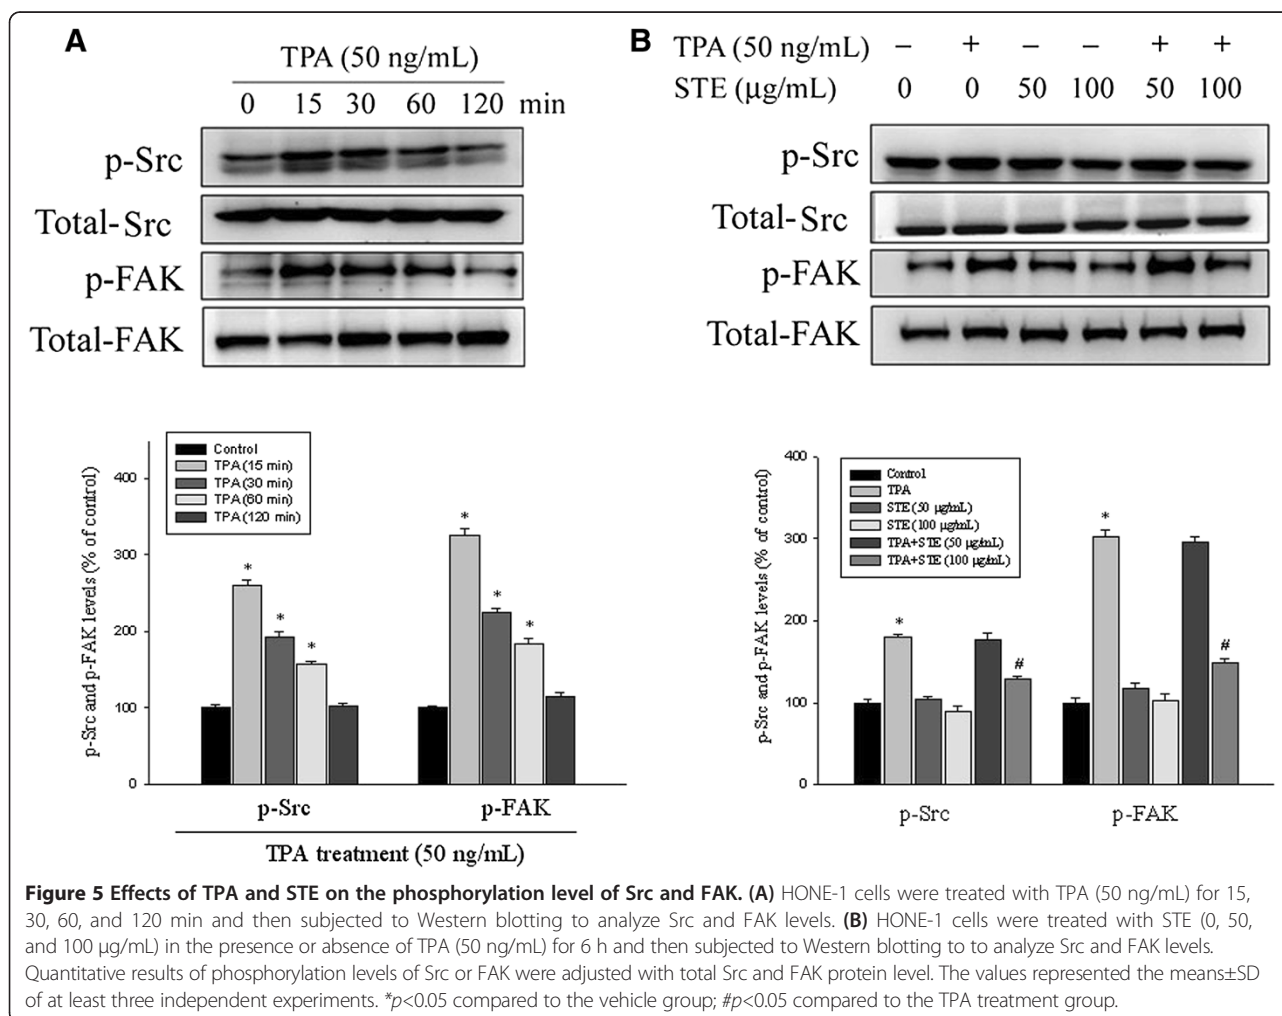 A
TPA (50 ng/mL)
0 15 30 60 120 min
p-Src
Total-Src
p-FAK
Total-FAK
B
TPA (50 ng/mL) − + − − + +
STE (μg/mL) 0 0 50 100 50 100
p-Src
Total-Src
p-FAK
Total-FAK
p-Src and p-FAK levels (% of control)
400
300
200
100
0
Control
TPA (15 min)
TPA (30 min)
TPA (60 min)
TPA (120 min)
* * * * * *
p-Src p-FAK
TPA treatment (50 ng/mL)
p-Src and p-FAK levels (% of control)
400
300
200
100
0
Control
TPA
STE (50 μg/mL)
STE (100 μg/mL)
TPA+STE (50 μg/mL)
TPA+STE (100 μg/mL)
* # * #
p-Src p-FAK
Figure 5 Effects of TPA and STE on the phosphorylation level of Src and FAK. (A) HONE-1 cells were treated with TPA (50 ng/mL) for 15,
30, 60, and 120 min and then subjected to Western blotting to analyze Src and FAK levels. (B) HONE-1 cells were treated with STE (0, 50,
and 100 μg/mL) in the presence or absence of TPA (50 ng/mL) for 6 h and then subjected to Western blotting to to analyze Src and FAK levels.
Quantitative results of phosphorylation levels of Src or FAK were adjusted with total Src and FAK protein level. The values represented the means±SD
of at least three independent experiments. *p<0.05 compared to the vehicle group; #p<0.05 compared to the TPA treatment group.